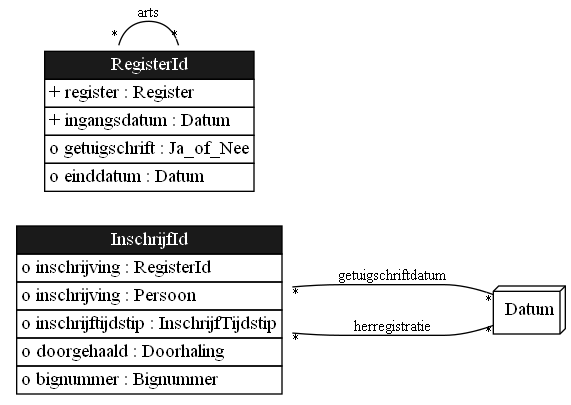 arts
* *
RegisterId
+ register : Register
+ ingangsdatum : Datum
o getuigschrift : Ja_of_Nee
o einddatum : Datum
InschrijfId
o inschrijving : RegisterId
o inschrijving : Persoon
o inschrijftijdstip : InschrijfTijdstip
o doorgehaald : Doorhaling
o bignummer : Bignummer
getuigschriftdatum
* *
herregistratie
* *
Datum